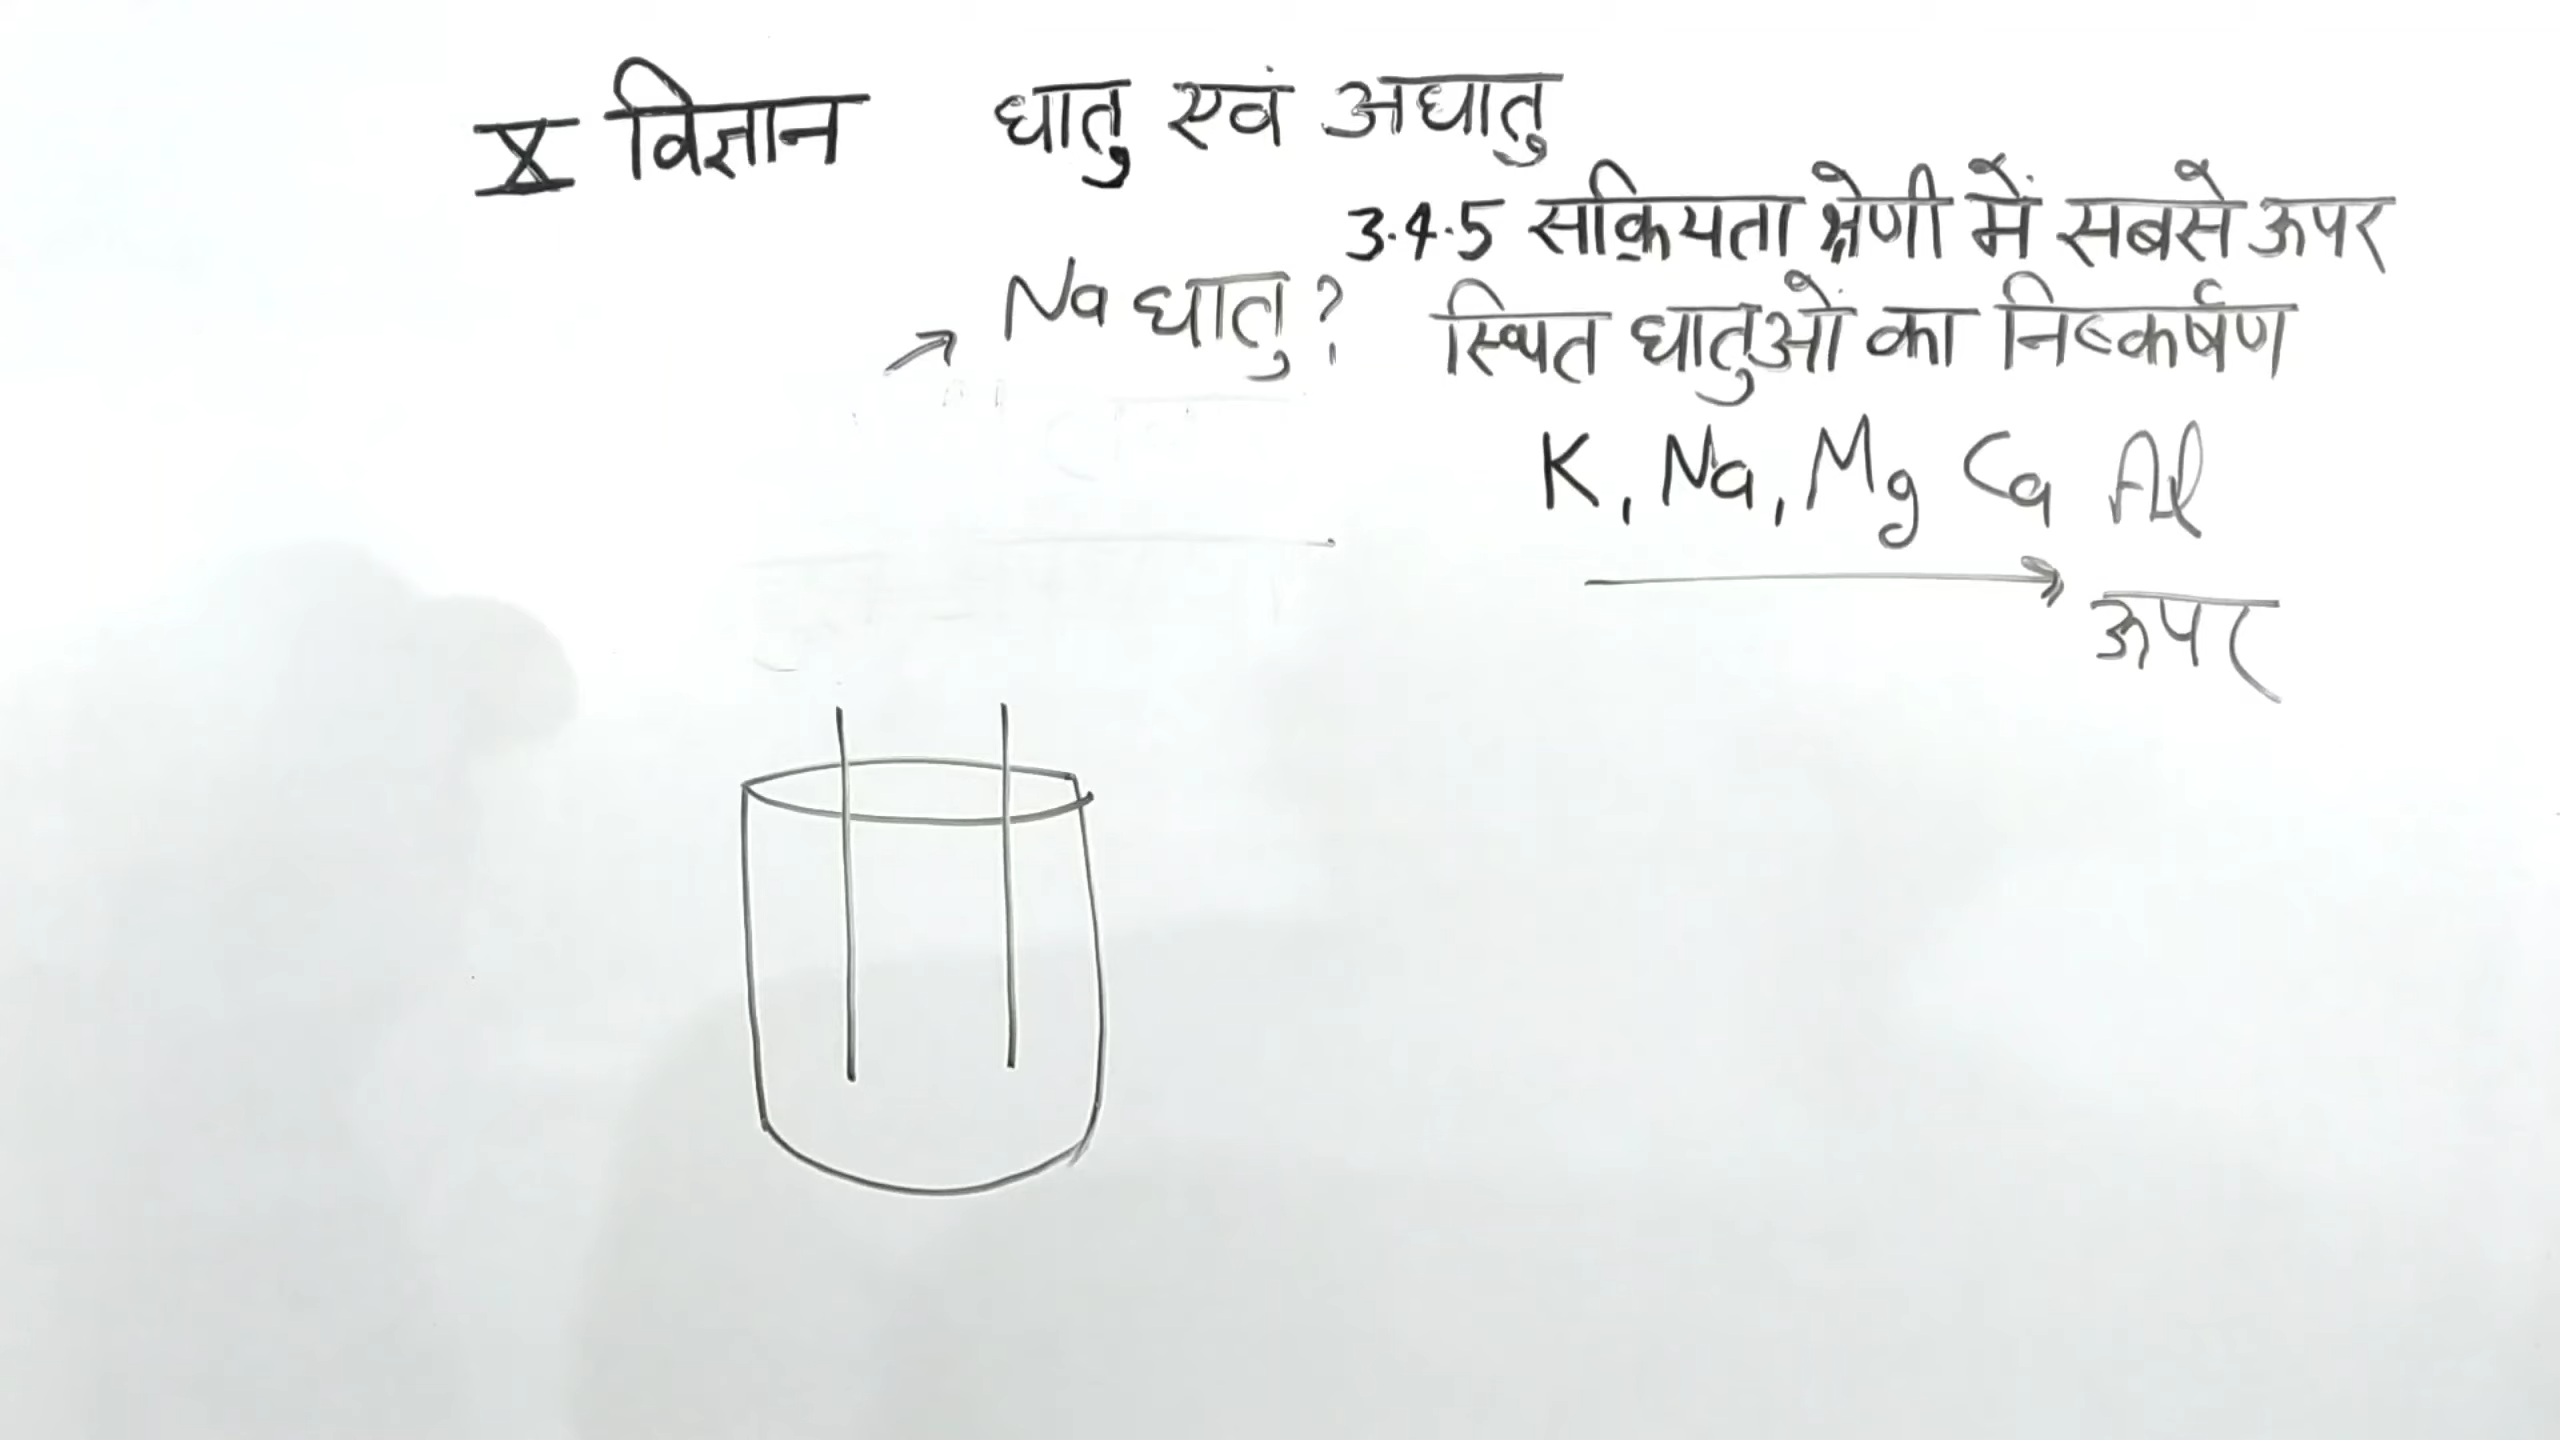 X विज्ञान धातु एवं अधातु
3.4.5 सक्रियता श्रेणी में सबसे ऊपर
स्थित धातुओं का निष्कर्षण
Na धातु?
K, Na, Mg Ca Al
ऊपर